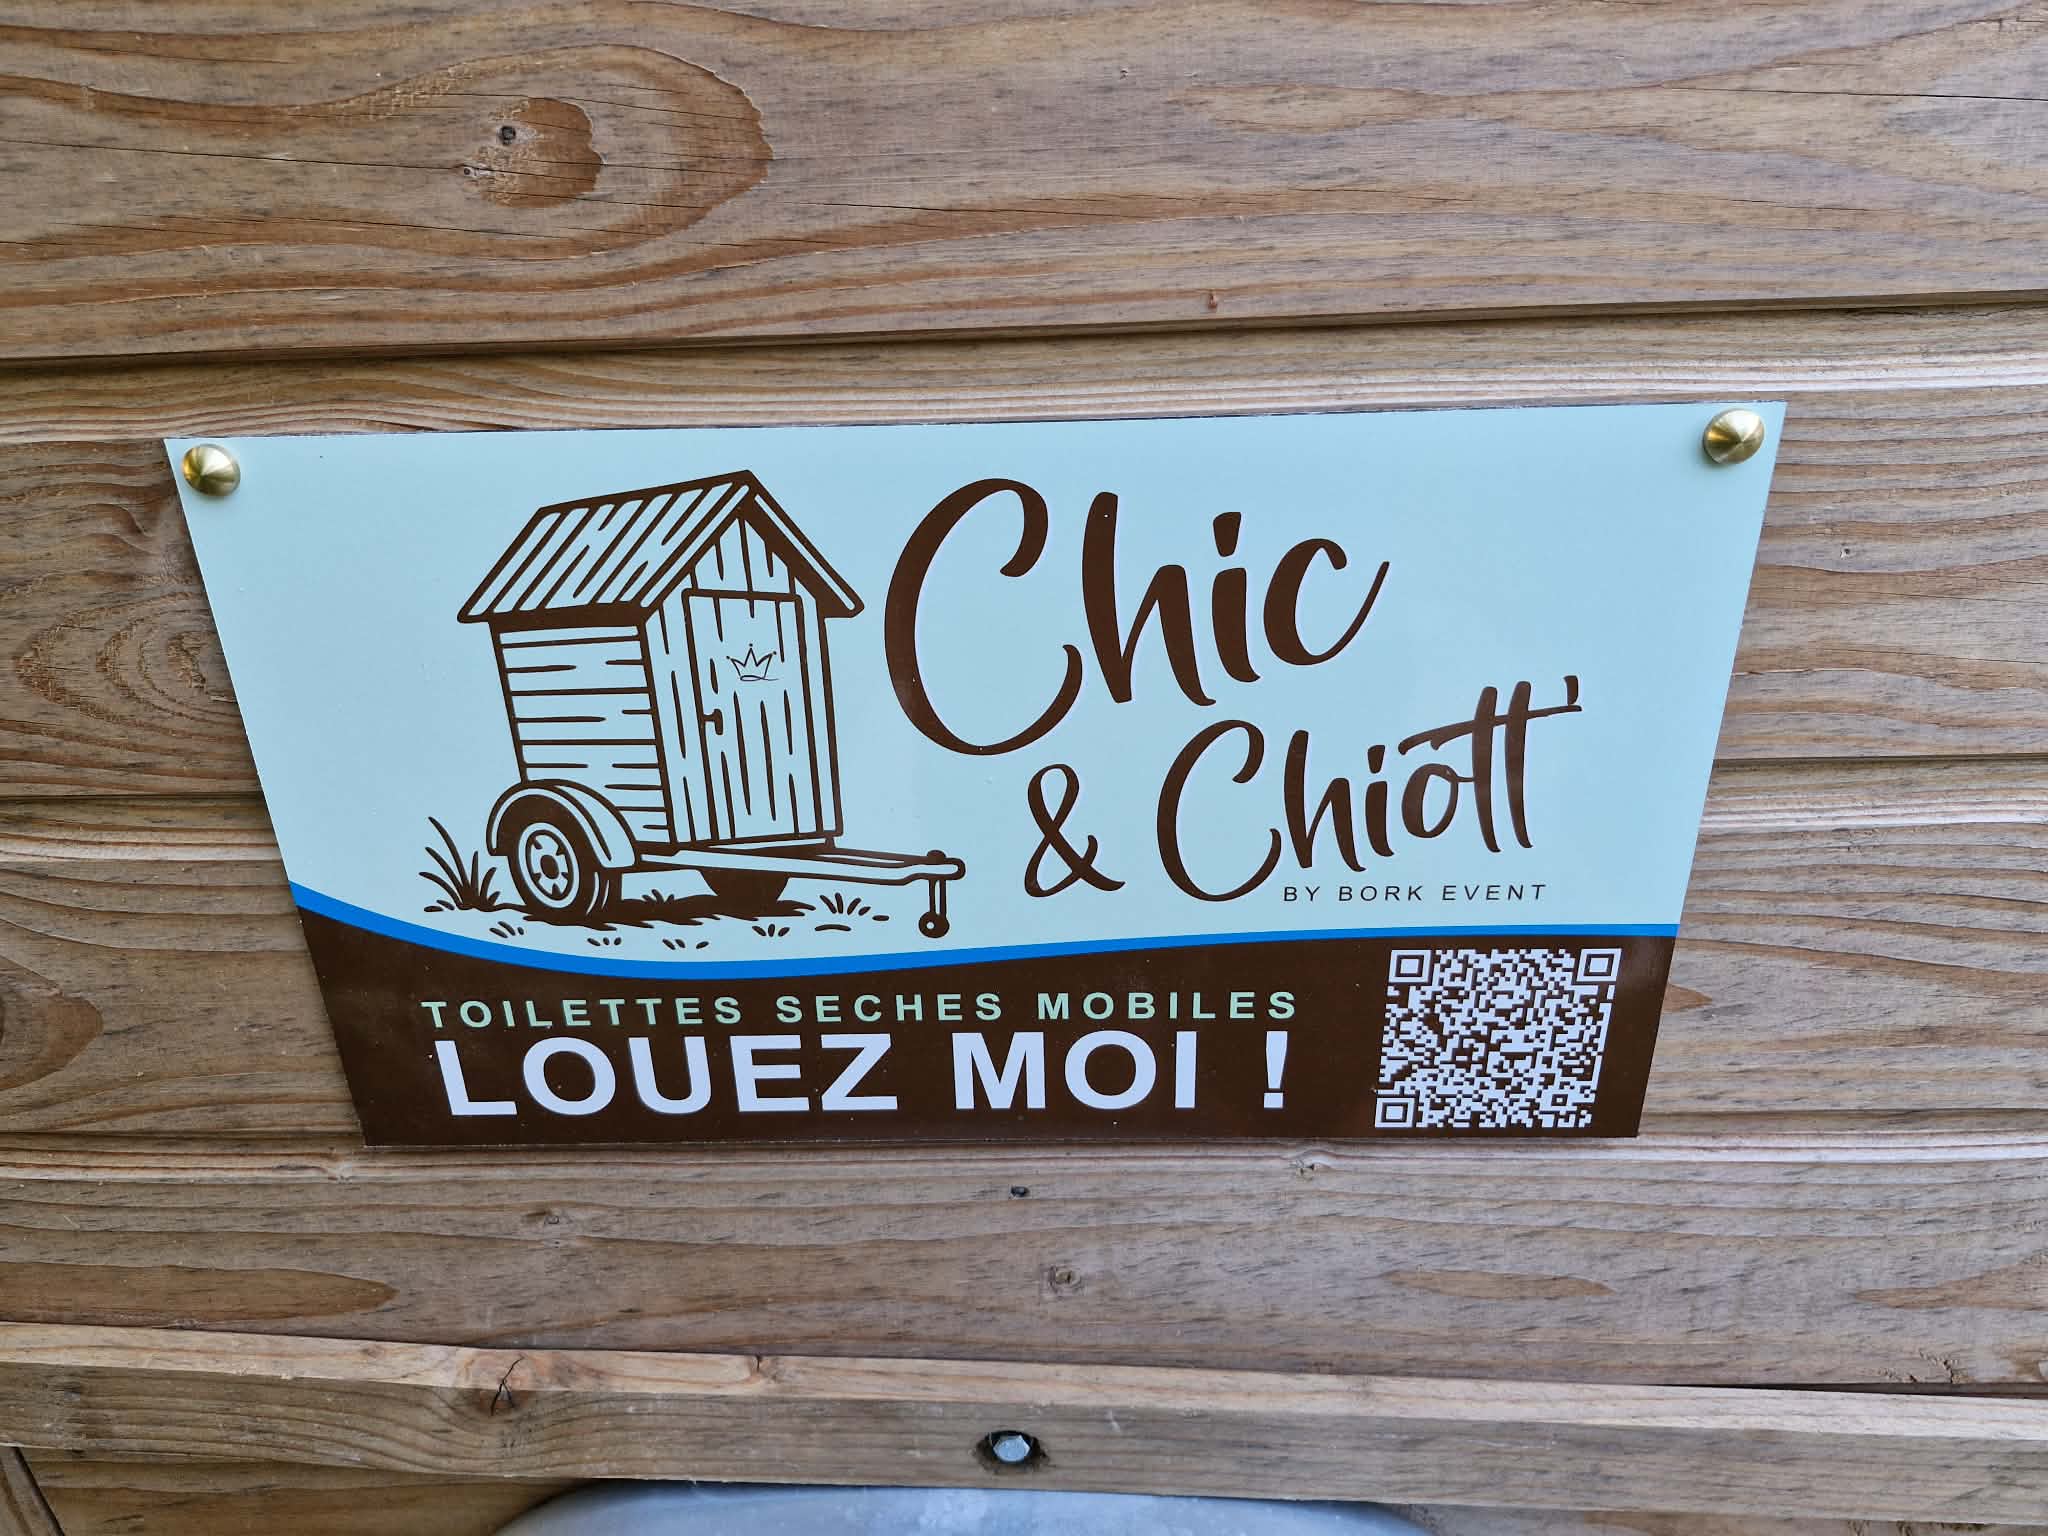 Chic
& Chiott'
BY BORK EVENT
TOILETTES SECHES MOBILES
LOUEZ MOI !